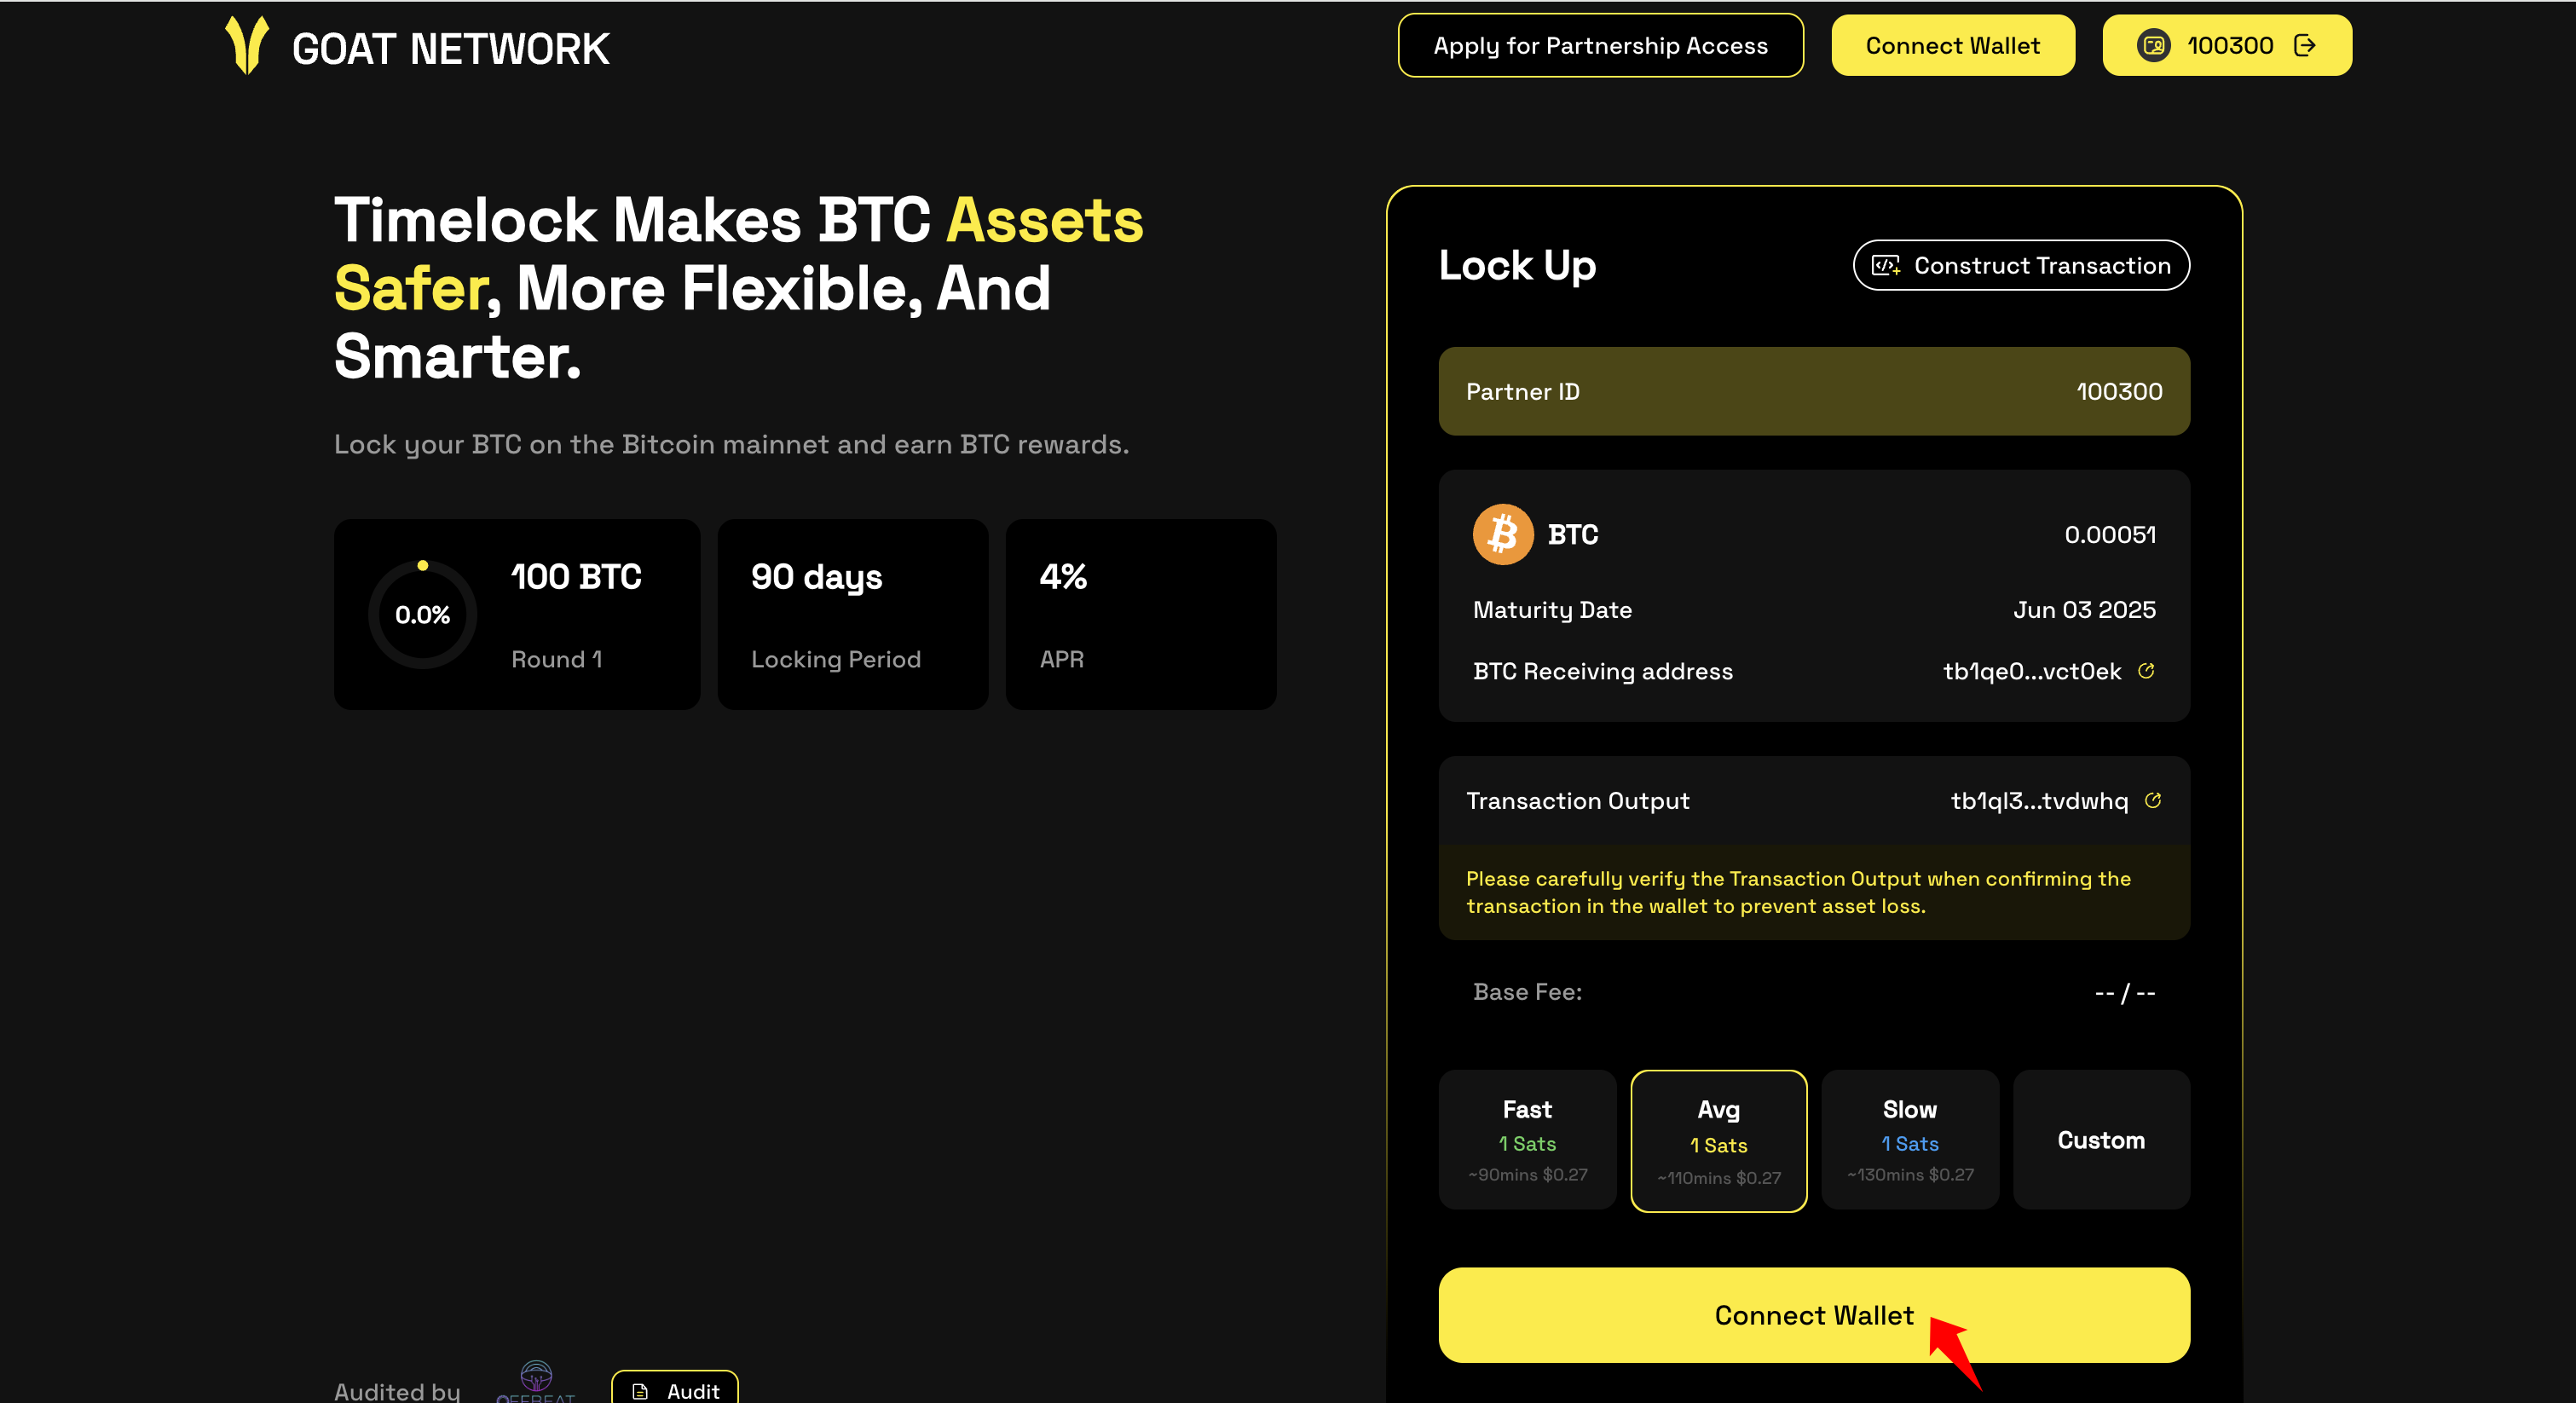 GOAT NETWORK
Apply for Partnership Access
Connect Wallet
100300
Timelock Makes BTC Assets
Safer, More Flexible, And
Smarter.
Lock your BTC on the Bitcoin mainnet and earn BTC rewards.
0.0%
100 BTC
Round 1
90 days
Locking Period
4%
APR
Lock Up
Construct Transaction
Partner ID
100300
BTC
0.00051
Maturity Date
Jun 03 2025
BTC Receiving address
tb1qe0...vct0ek
Transaction Output
tb1ql3...tvdwhq
Please carefully verify the Transaction Output when confirming the
transaction in the wallet to prevent asset loss.
Base Fee:
-- / --
Fast
1 Sats
~90mins $0.27
Avg
1 Sats
~110mins $0.27
Slow
1 Sats
~130mins $0.27
Custom
Connect Wallet
Audited by
Audit